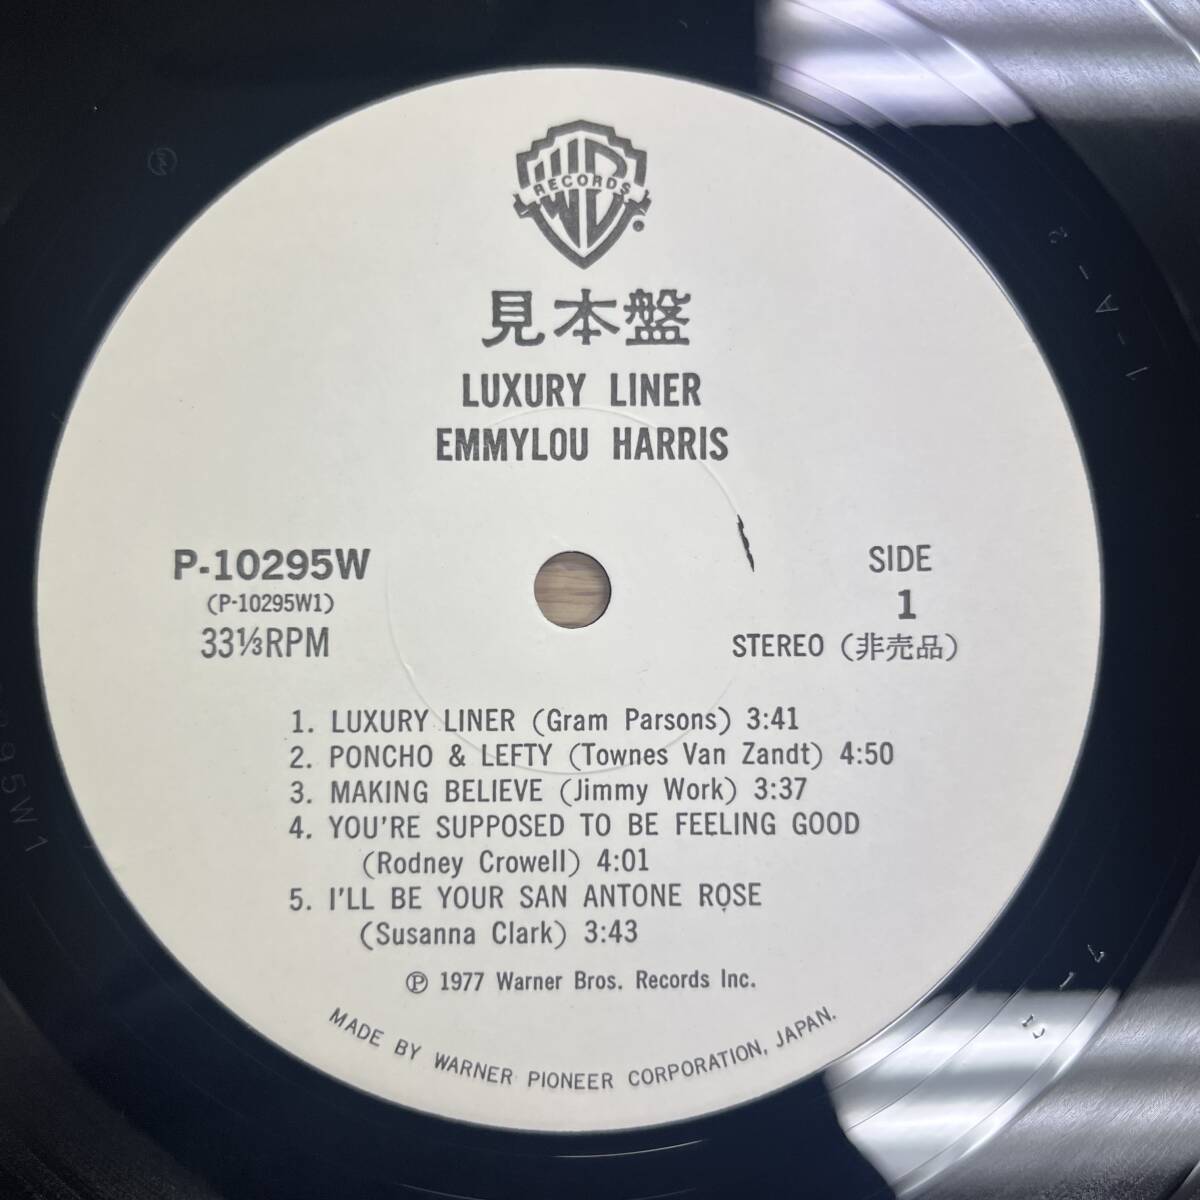 WB
RECORDS
見本盤
LUXURY LINER
EMMYLOU HARRIS
P-10295W
(P-10295W1)
33⅓RPM
SIDE
1
STEREO (非売品)
1. LUXURY LINER (Gram Parsons) 3:41
2. PONCHO & LEFTY (Townes Van Zandt) 4:50
3. MAKING BELIEVE (Jimmy Work) 3:37
4. YOU'RE SUPPOSED TO BE FEELING GOOD
(Rodney Crowell) 4:01
5. I'LL BE YOUR SAN ANTONE ROSE
(Susanna Clark) 3:43
Ⓟ 1977 Warner Bros. Records Inc.
MADE BY WARNER PIONEER CORPORATION, JAPAN.
1-A-2